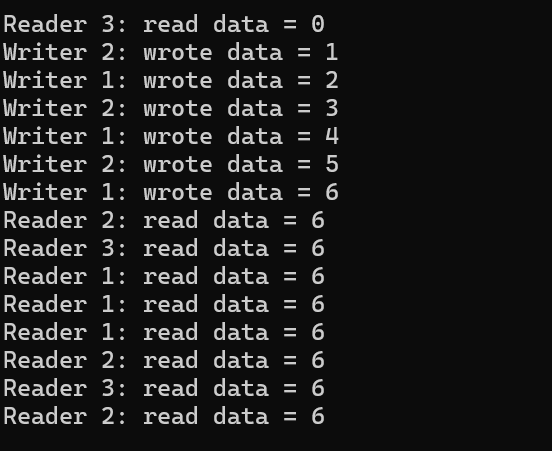 Reader 3: read data = 0
Writer 2: wrote data = 1
Writer 1: wrote data = 2
Writer 2: wrote data = 3
Writer 1: wrote data = 4
Writer 2: wrote data = 5
Writer 1: wrote data = 6
Reader 2: read data = 6
Reader 3: read data = 6
Reader 1: read data = 6
Reader 1: read data = 6
Reader 1: read data = 6
Reader 2: read data = 6
Reader 3: read data = 6
Reader 2: read data = 6